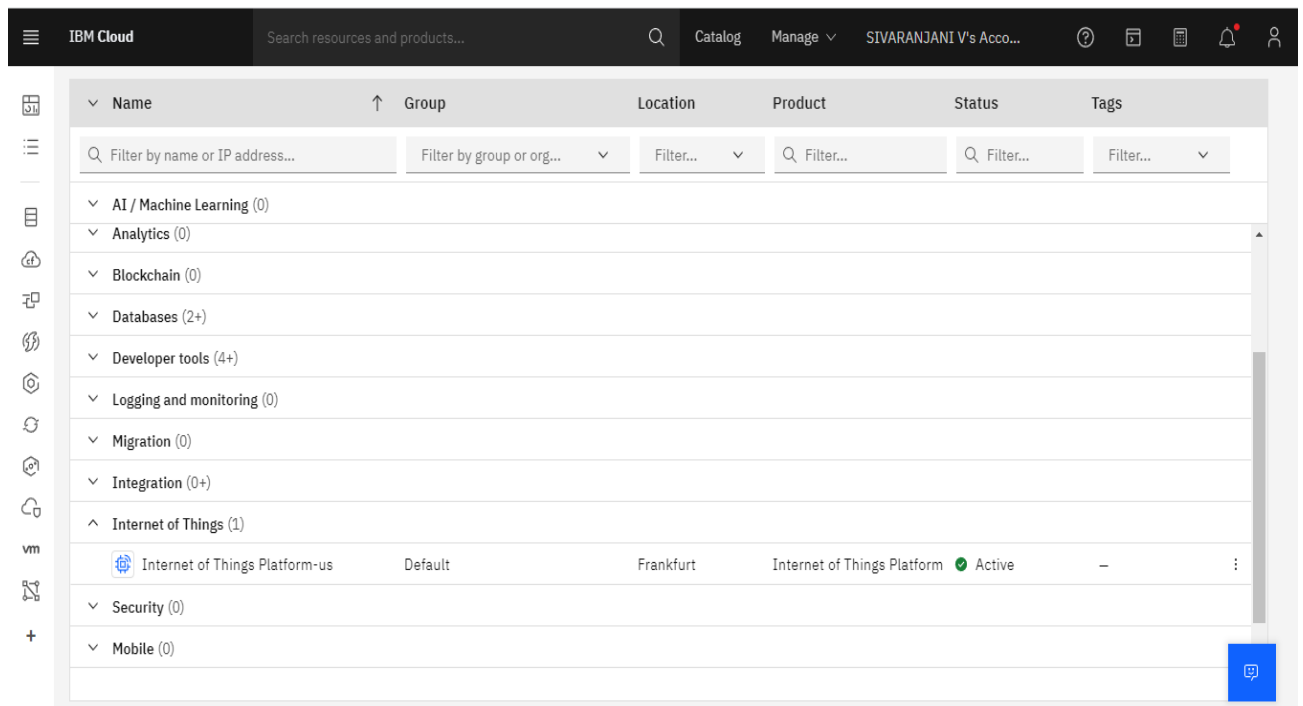 IBM Cloud Search resources and products... Catalog Manage SIVARANJANI V's Acco...
Name Group Location Product Status Tags
Filter by name or IP address... Filter by group or org... Filter... Filter... Filter... Filter...
AI / Machine Learning (0)
Analytics (0)
Blockchain (0)
Databases (2+)
Developer tools (4+)
Logging and monitoring (0)
Migration (0)
Integration (0+)
Internet of Things (1)
vm
Internet of Things Platform-us Default Frankfurt Internet of Things Platform Active –
Security (0)
Mobile (0)